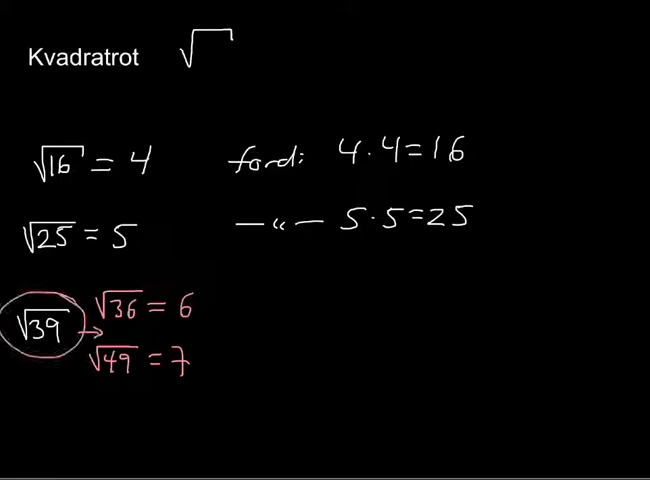 Kvadratrot √
√16 = 4 fordi: 4·4=16
√25 = 5 —“— 5·5=25
√36 = 6
√39 →
√49 = 7